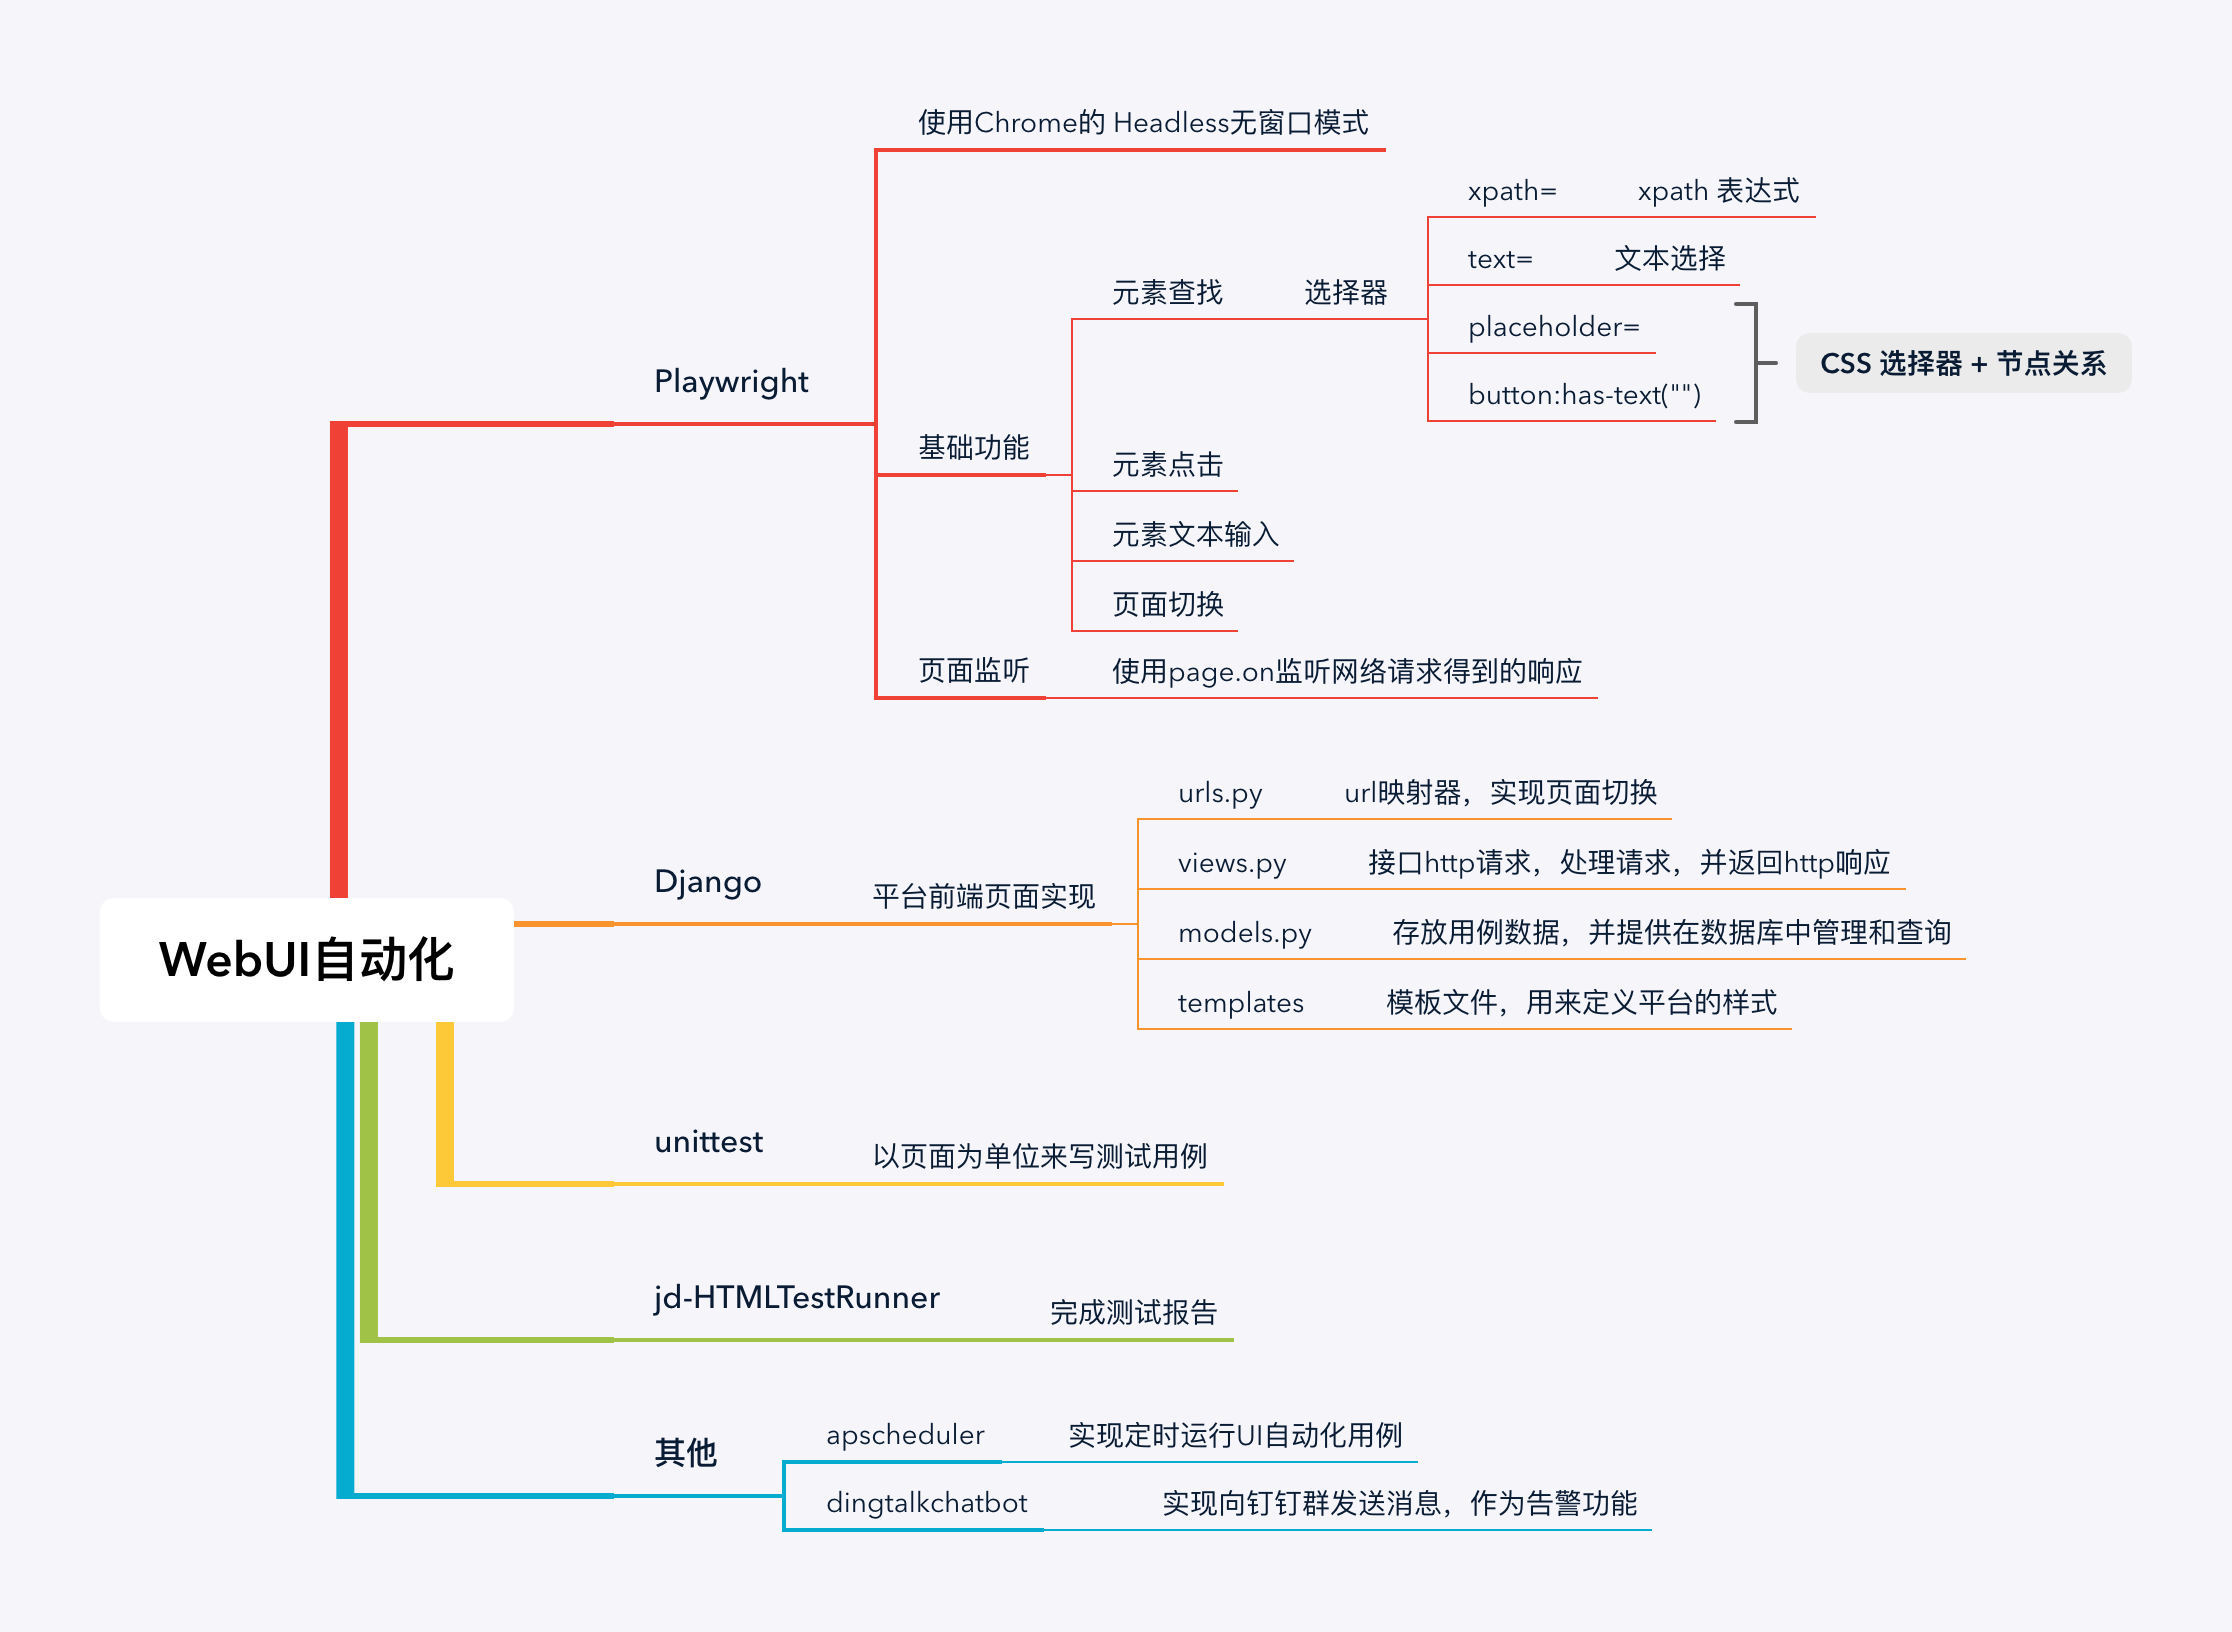 WebUI自动化
Playwright
使用Chrome的 Headless无窗口模式
基础功能
元素查找
选择器
xpath=
xpath 表达式
text=
文本选择
placeholder=
button:has-text("")
CSS 选择器 + 节点关系
元素点击
元素文本输入
页面切换
页面监听
使用page.on监听网络请求得到的响应
Django
平台前端页面实现
urls.py
url映射器，实现页面切换
views.py
接口http请求，处理请求，并返回http响应
models.py
存放用例数据，并提供在数据库中管理和查询
templates
模板文件，用来定义平台的样式
unittest
以页面为单位来写测试用例
jd-HTMLTestRunner
完成测试报告
其他
apscheduler
实现定时运行UI自动化用例
dingtalkchatbot
实现向钉钉群发送消息，作为告警功能